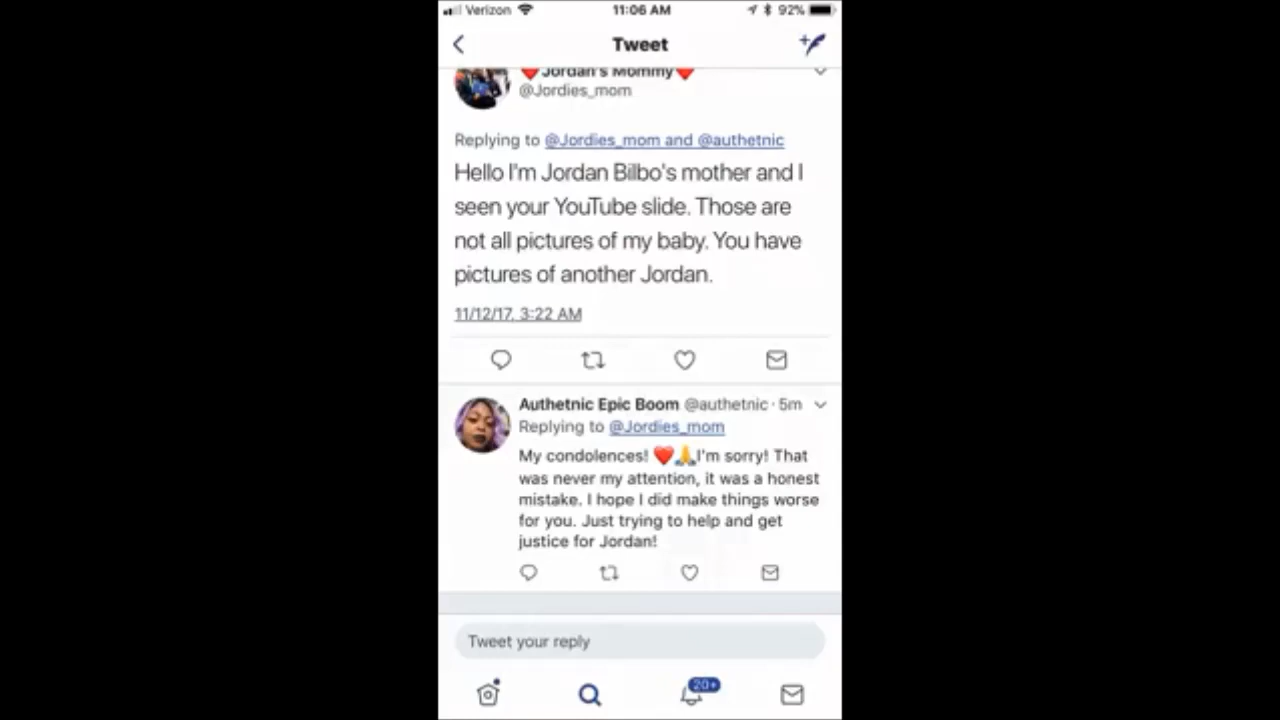 Verizon 11:06 AM 92%
Tweet
❤️Jordan's Mommy❤️
@Jordies_mom
Replying to @Jordies_mom and @authetnic
Hello I'm Jordan Bilbo's mother and I
seen your YouTube slide. Those are
not all pictures of my baby. You have
pictures of another Jordan.
11/12/17, 3:22 AM
Authetnic Epic Boom @authetnic · 5m
Replying to @Jordies_mom
My condolences! ❤️🙏I'm sorry! That
was never my attention, it was a honest
mistake. I hope I did make things worse
for you. Just trying to help and get
justice for Jordan!
Tweet your reply
20+